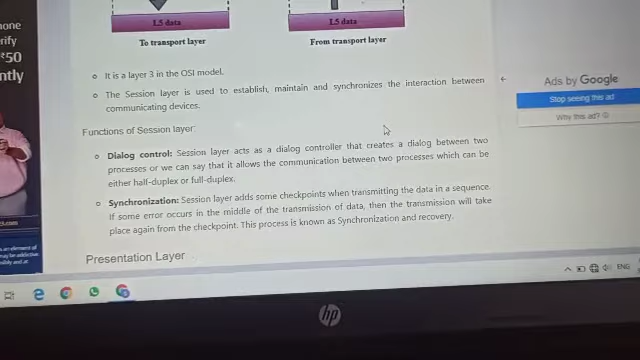 L5 data
L5 data
To transport layer
From transport layer
It is a layer 3 in the OSI model.
The Session layer is used to establish, maintain and synchronizes the interaction between
communicating devices.
Functions of Session layer:
Dialog control: Session layer acts as a dialog controller that creates a dialog between two
processes or we can say that it allows the communication between two processes which can be
either half-duplex or full-duplex.
Synchronization: Session layer adds some checkpoints when transmitting the data in a sequence.
If some error occurs in the middle of the transmission of data, then the transmission will take
place again from the checkpoint. This process is known as Synchronization and recovery.
Presentation Layer
Ads by Google
Stop seeing this ad
Why this ad?
₹50
ENG
hp